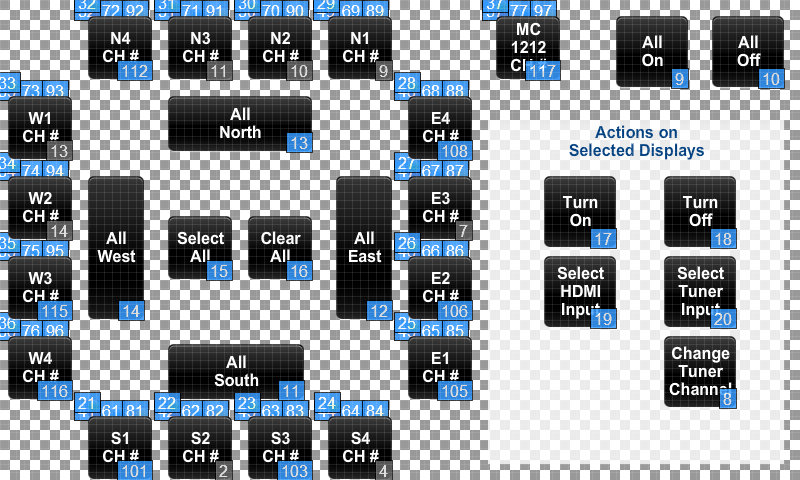 32 72 92
31 71 91
30 70 90
29 69 89
37 77 97
N4
CH #
112
N3
CH #
11
N2
CH #
10
N1
CH #
9
MC
1212
CH #
117
All
On
9
All
Off
10
33 73 93
W1
CH #
13
All
North
13
28 68 88
E4
CH #
108
Actions on
Selected Displays
34 74 94
W2
CH #
14
All
West
14
Select
All
15
Clear
All
16
All
East
12
27 67 87
E3
CH #
7
Turn
On
17
Turn
Off
18
35 75 95
W3
CH #
115
26 66 86
E2
CH #
106
Select
HDMI
Input
19
Select
Tuner
Input
20
36 76 96
W4
CH #
116
All
South
11
25 65 85
E1
CH #
105
Change
Tuner
Channel
8
21 61 81
S1
CH #
101
22 62 82
S2
CH #
2
23 63 83
S3
CH #
103
24 64 84
S4
CH #
4